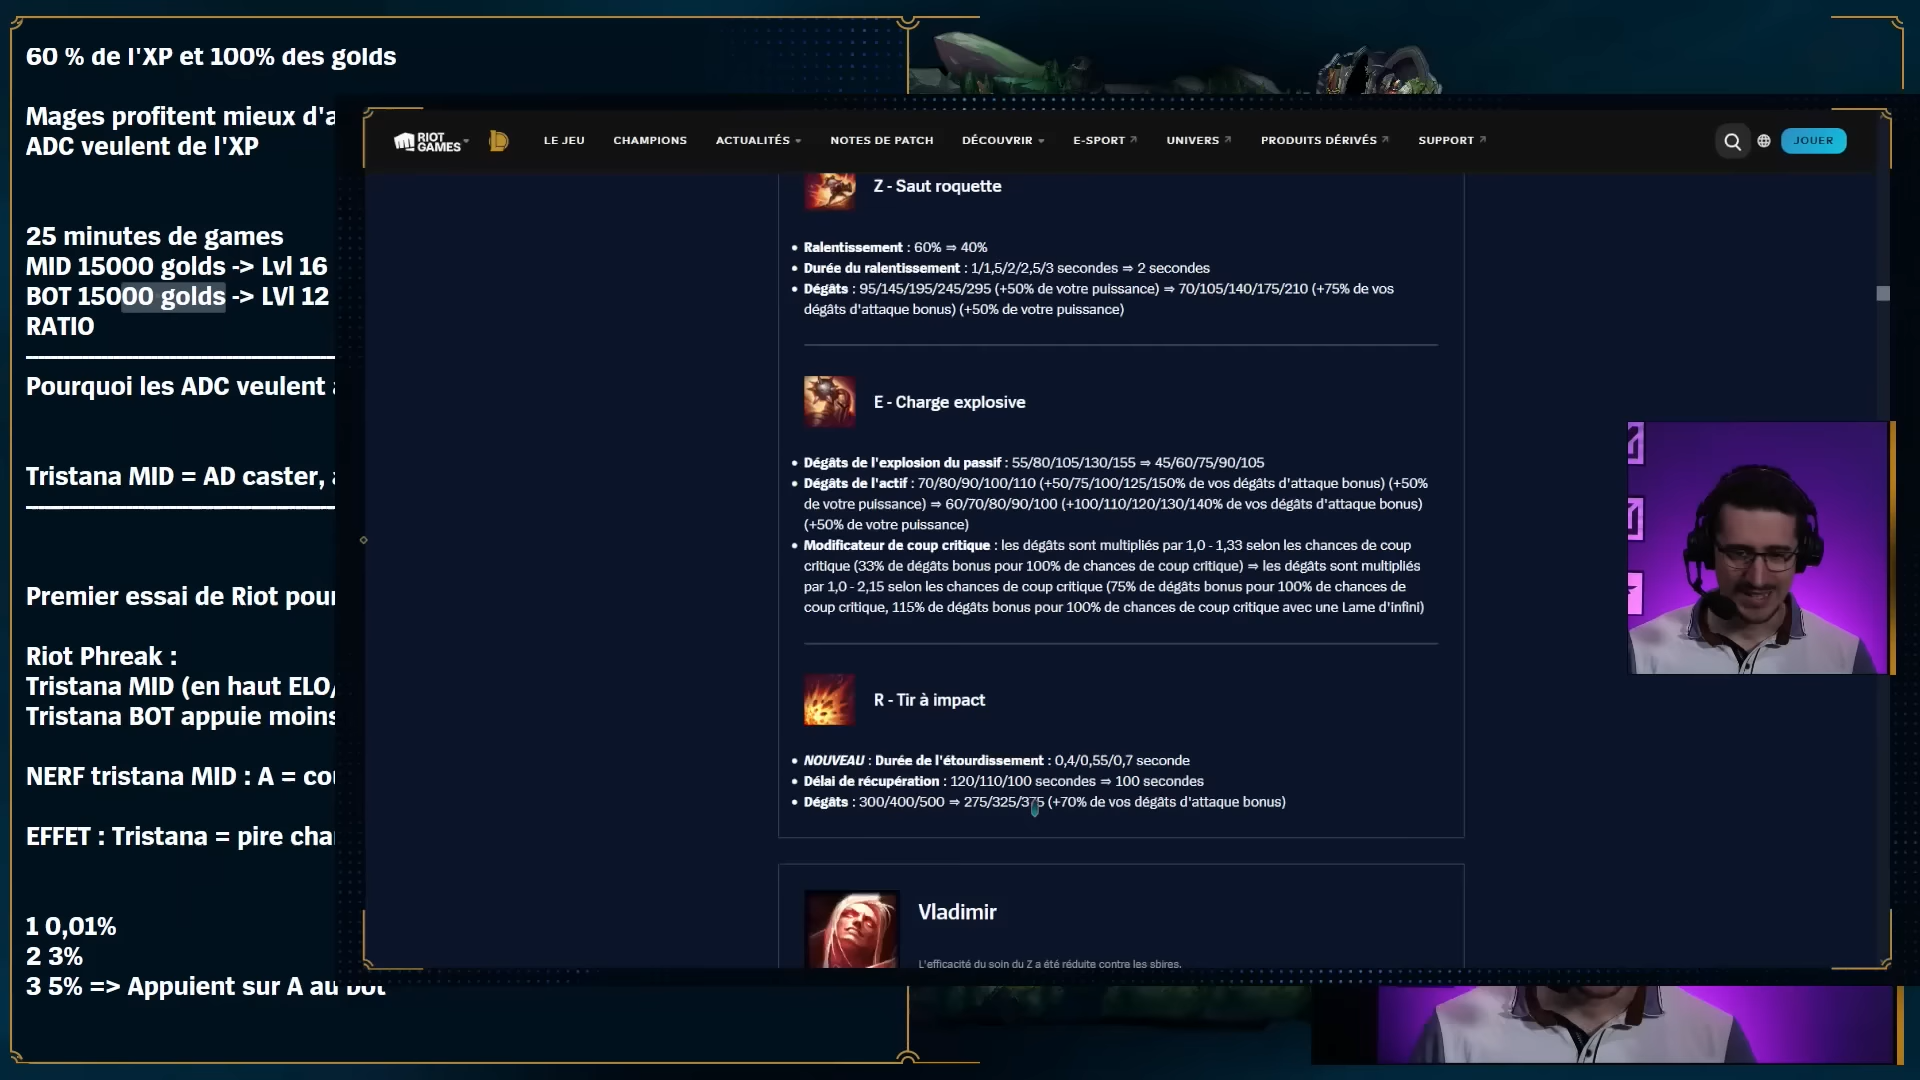 60 % de l'XP et 100% des golds
Mages profitent mieux d'a
ADC veulent de l'XP
25 minutes de games
MID 15000 golds -> Lvl 16
BOT 15000 golds -> LVl 12
RATIO
Pourquoi les ADC veulent
Tristana MID = AD caster,
Premier essai de Riot pour
Riot Phreak :
Tristana MID (en haut ELO/
Tristana BOT appuie moins
NERF tristana MID : A = cou
EFFET : Tristana = pire cha
1 0,01%
2 3%
3 5% => Appuient sur A au bot
RIOT GAMES
LE JEU CHAMPIONS ACTUALITÉS NOTES DE PATCH DÉCOUVRIR E-SPORT UNIVERS PRODUITS DÉRIVÉS SUPPORT JOUER
Z - Saut roquette
• Ralentissement : 60% ⇒ 40%
• Durée du ralentissement : 1/1,5/2/2,5/3 secondes ⇒ 2 secondes
• Dégâts : 95/145/195/245/295 (+50% de votre puissance) ⇒ 70/105/140/175/210 (+75% de vos
dégâts d'attaque bonus) (+50% de votre puissance)
E - Charge explosive
• Dégâts de l'explosion du passif : 55/80/105/130/155 ⇒ 45/60/75/90/105
• Dégâts de l'actif : 70/80/90/100/110 (+50/75/100/125/150% de vos dégâts d'attaque bonus) (+50%
de votre puissance) ⇒ 60/70/80/90/100 (+100/110/120/130/140% de vos dégâts d'attaque bonus)
(+50% de votre puissance)
• Modificateur de coup critique : les dégâts sont multipliés par 1,0 - 1,33 selon les chances de coup
critique (33% de dégâts bonus pour 100% de chances de coup critique) ⇒ les dégâts sont multipliés
par 1,0 - 2,15 selon les chances de coup critique (75% de dégâts bonus pour 100% de chances de
coup critique, 115% de dégâts bonus pour 100% de chances de coup critique avec une Lame d'infini)
R - Tir à impact
• NOUVEAU : Durée de l'étourdissement : 0,4/0,55/0,7 seconde
• Délai de récupération : 120/110/100 secondes ⇒ 100 secondes
• Dégâts : 300/400/500 ⇒ 275/325/375 (+70% de vos dégâts d'attaque bonus)
Vladimir
L'efficacité du soin du Z a été réduite contre les sbires.